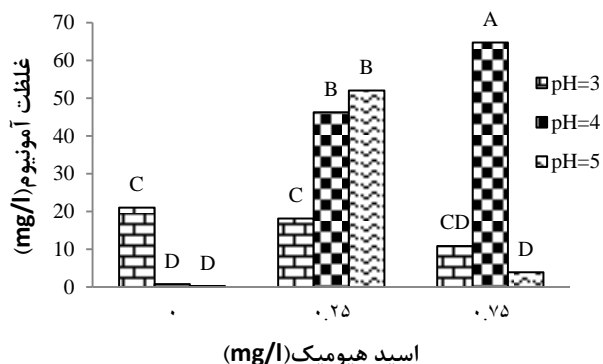 غلظت آمونیوم(mg/l)
70
60
50
40
30
20
10
0
C
D
D
C
B
B
CD
A
D
۰
۰.۲۵
۰.۷۵
اسید هیومیک(mg/l)
pH=3
pH=4
pH=5